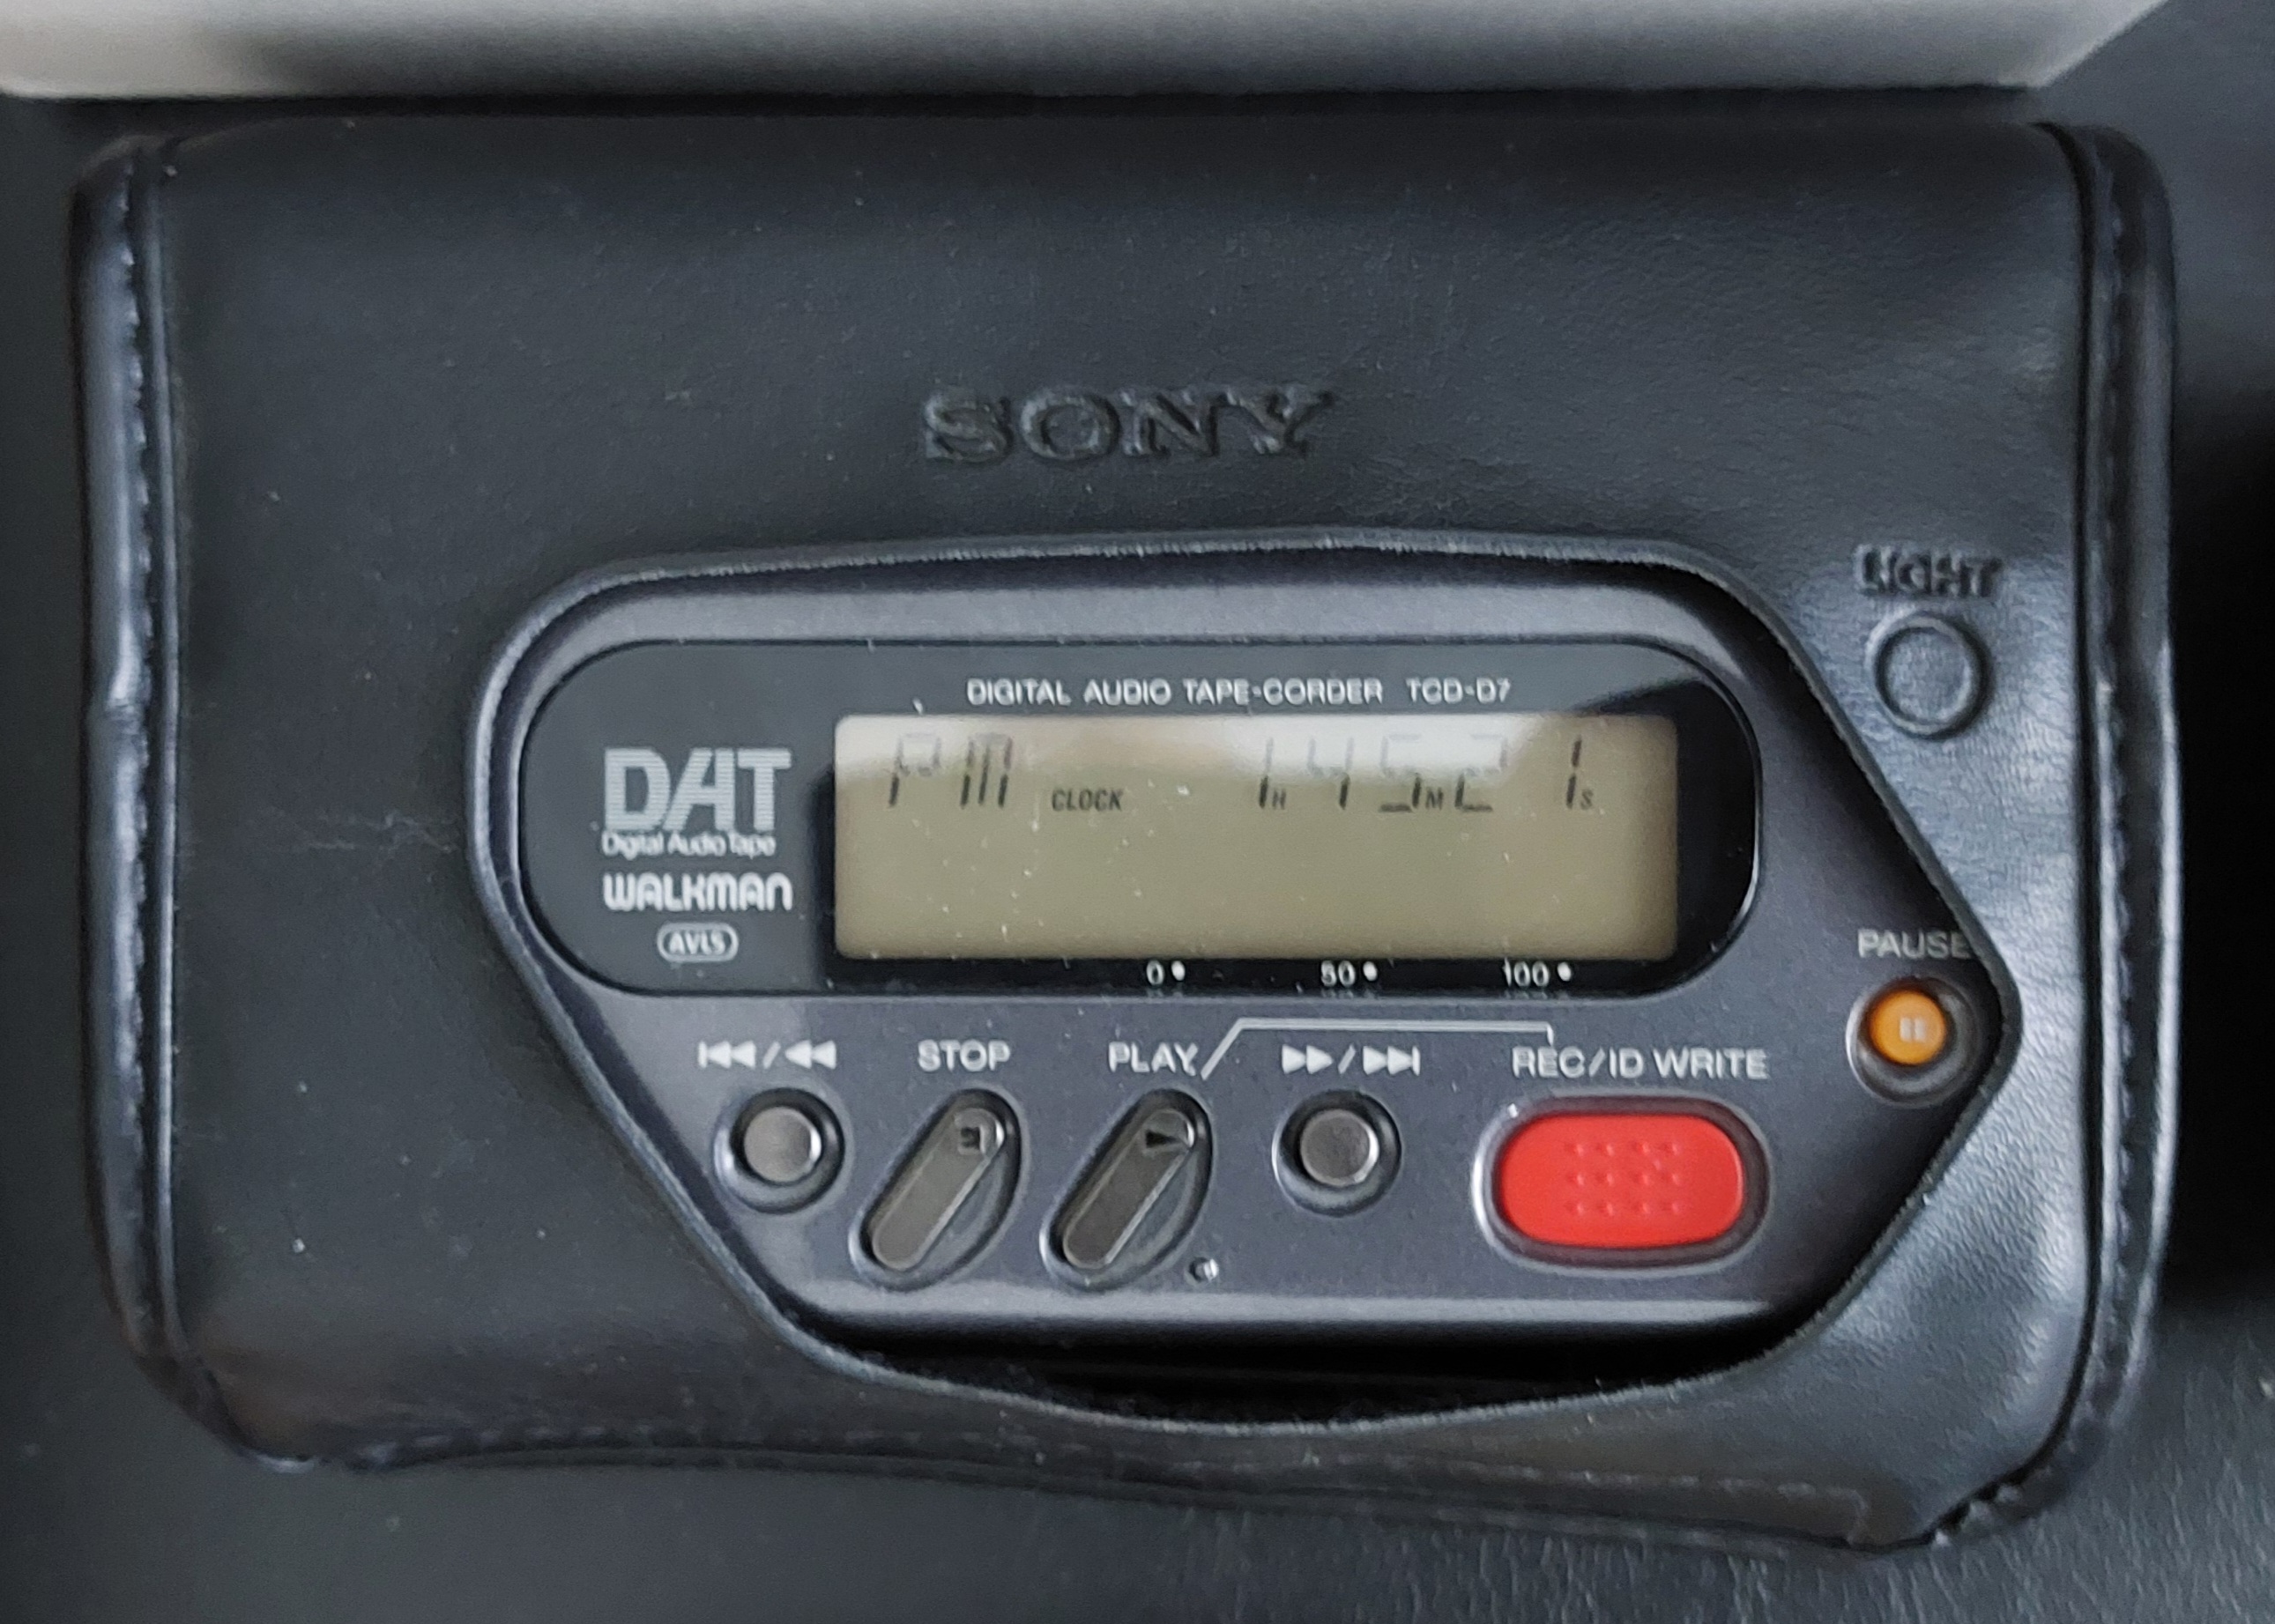 SONY
LIGHT
DIGITAL AUDIO TAPE-CORDER TCD-D7
PM CLOCK 1H 45M 21S
DAT
Digital Audio Tape
WALKMAN
AVLS
PAUSE
0 50 100
STOP PLAY REC/ID WRITE